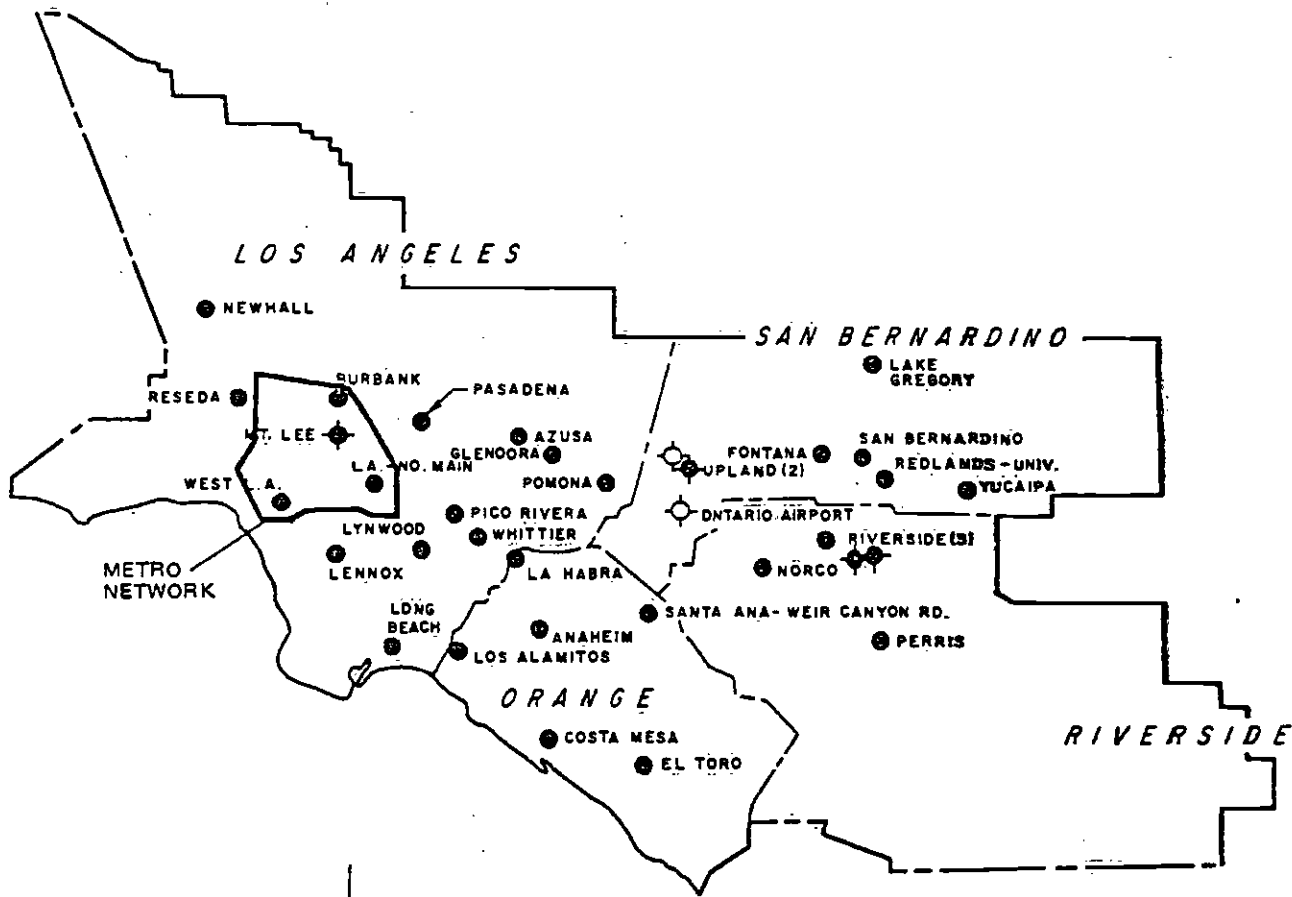 LOS ANGELES
NEWHALL
SAN BERNARDINO
LAKE
GREGORY
BURBANK
PASADENA
RESEDA
MT. LEE
AZUSA
GLENDORA
FONTANA
SAN BERNARDINO
UPLAND (2)
REDLANDS-UNIV.
L.A.-NO. MAIN
POMONA
YUCAIPA
WEST L.A.
PICO RIVERA
ONTARIO AIRPORT
LYNWOOD
WHITTIER
RIVERSIDE (3)
LENNOX
LA HABRA
NORCO
METRO
NETWORK
LONG
BEACH
SANTA ANA-WEIR CANYON RD.
ANAHEIM
PERRIS
LOS ALAMITOS
ORANGE
COSTA MESA
RIVERSIDE
EL TORO